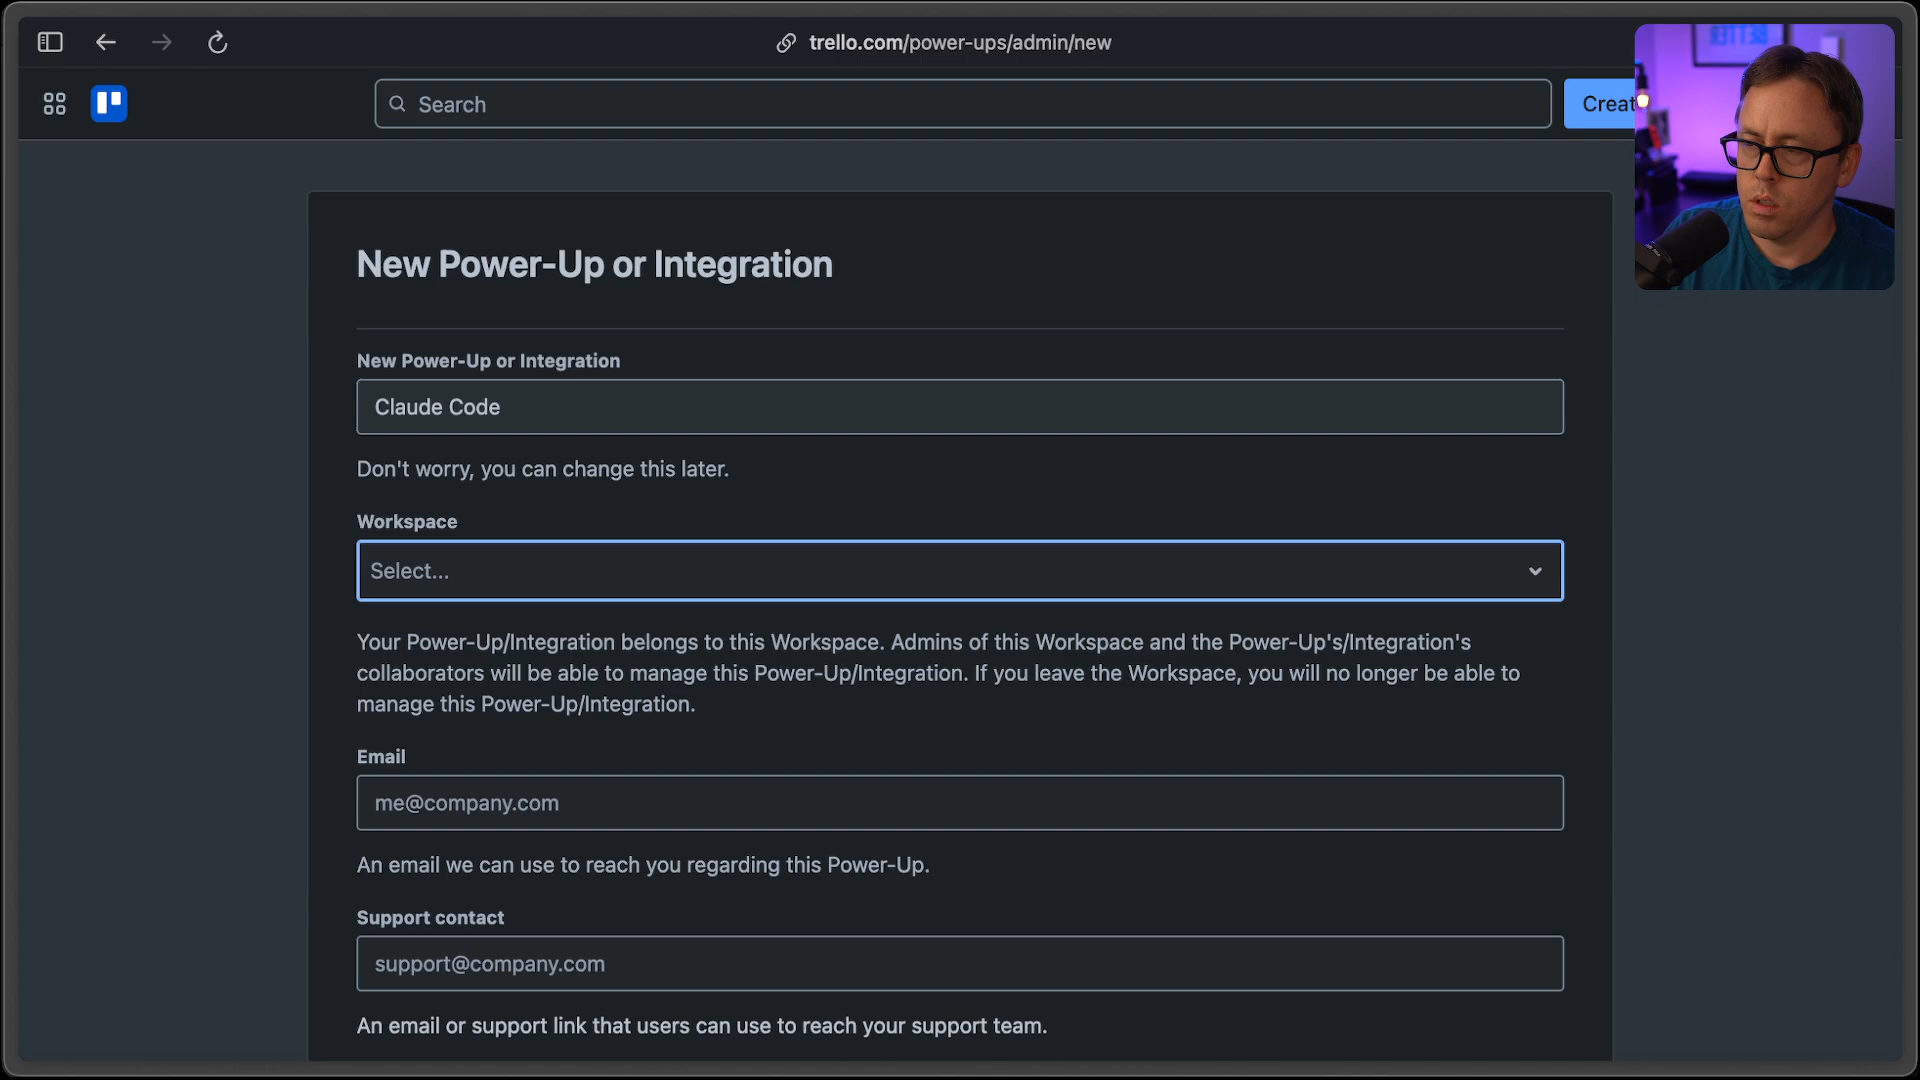 trello.com/power-ups/admin/new
Search
Creat
New Power-Up or Integration
New Power-Up or Integration
Claude Code
Don't worry, you can change this later.
Workspace
Select...
Your Power-Up/Integration belongs to this Workspace. Admins of this Workspace and the Power-Up's/Integration's
collaborators will be able to manage this Power-Up/Integration. If you leave the Workspace, you will no longer be able to
manage this Power-Up/Integration.
Email
me@company.com
An email we can use to reach you regarding this Power-Up.
Support contact
support@company.com
An email or support link that users can use to reach your support team.